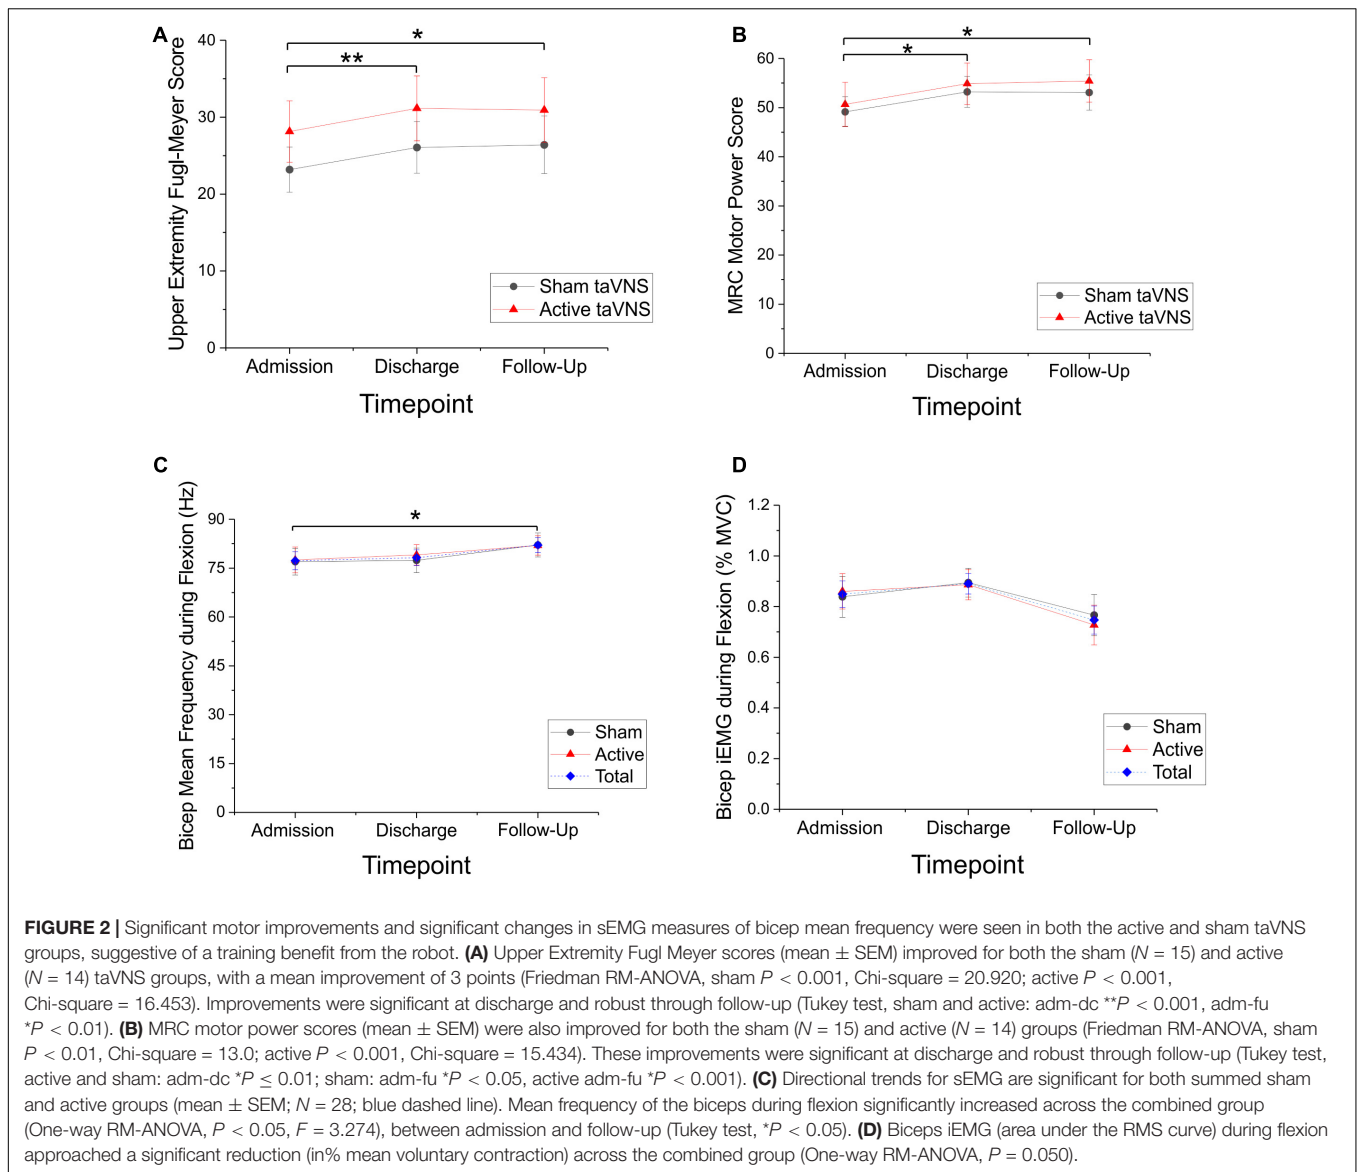 A
Upper Extremity Fugl-Meyer Score
40
30
20
10
0
*
**
Sham taVNS
Active taVNS
Admission
Discharge
Follow-Up
Timepoint
B
MRC Motor Power Score
60
50
40
30
20
10
0
*
*
Sham taVNS
Active taVNS
Admission
Discharge
Follow-Up
Timepoint
C
Bicep Mean Frequency during Flexion (Hz)
90
75
60
45
30
15
0
*
Sham
Active
Total
Admission
Discharge
Follow-Up
Timepoint
D
Bicep iEMG during Flexion (% MVC)
1.2
1.0
0.8
0.6
0.4
0.2
0.0
Sham
Active
Total
Admission
Discharge
Follow-Up
Timepoint
FIGURE 2 | Significant motor improvements and significant changes in sEMG measures of bicep mean frequency were seen in both the active and sham taVNS
groups, suggestive of a training benefit from the robot. (A) Upper Extremity Fugl Meyer scores (mean ± SEM) improved for both the sham (N = 15) and active
(N = 14) taVNS groups, with a mean improvement of 3 points (Friedman RM-ANOVA, sham P < 0.001, Chi-square = 20.920; active P < 0.001,
Chi-square = 16.453). Improvements were significant at discharge and robust through follow-up (Tukey test, sham and active: adm-dc **P < 0.001, adm-fu
*P < 0.01). (B) MRC motor power scores (mean ± SEM) were also improved for both the sham (N = 15) and active (N = 14) groups (Friedman RM-ANOVA, sham
P < 0.01, Chi-square = 13.0; active P < 0.001, Chi-square = 15.434). These improvements were significant at discharge and robust through follow-up (Tukey test,
active and sham: adm-dc *P ≤ 0.01; sham: adm-fu *P < 0.05, active adm-fu *P < 0.001). (C) Directional trends for sEMG are significant for both summed sham
and active groups (mean ± SEM; N = 28; blue dashed line). Mean frequency of the biceps during flexion significantly increased across the combined group
(One-way RM-ANOVA, P < 0.05, F = 3.274), between admission and follow-up (Tukey test, *P < 0.05). (D) Biceps iEMG (area under the RMS curve) during flexion
approached a significant reduction (in% mean voluntary contraction) across the combined group (One-way RM-ANOVA, P = 0.050).